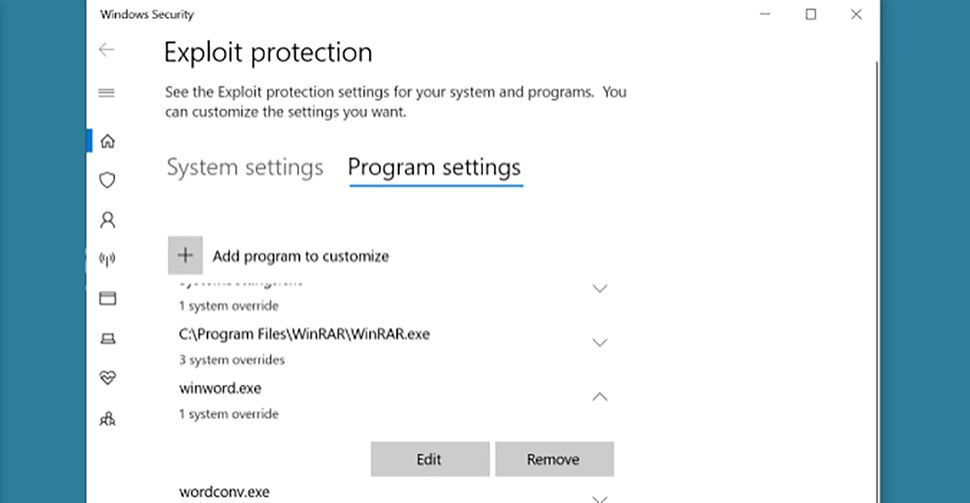 Windows Security
Exploit protection
See the Exploit protection settings for your system and programs. You
can customize the settings you want.
System settings Program settings
Add program to customize
1 system override
C:\Program Files\WinRAR\WinRAR.exe
3 system overrides
winword.exe
1 system override
Edit Remove
wordconv.exe